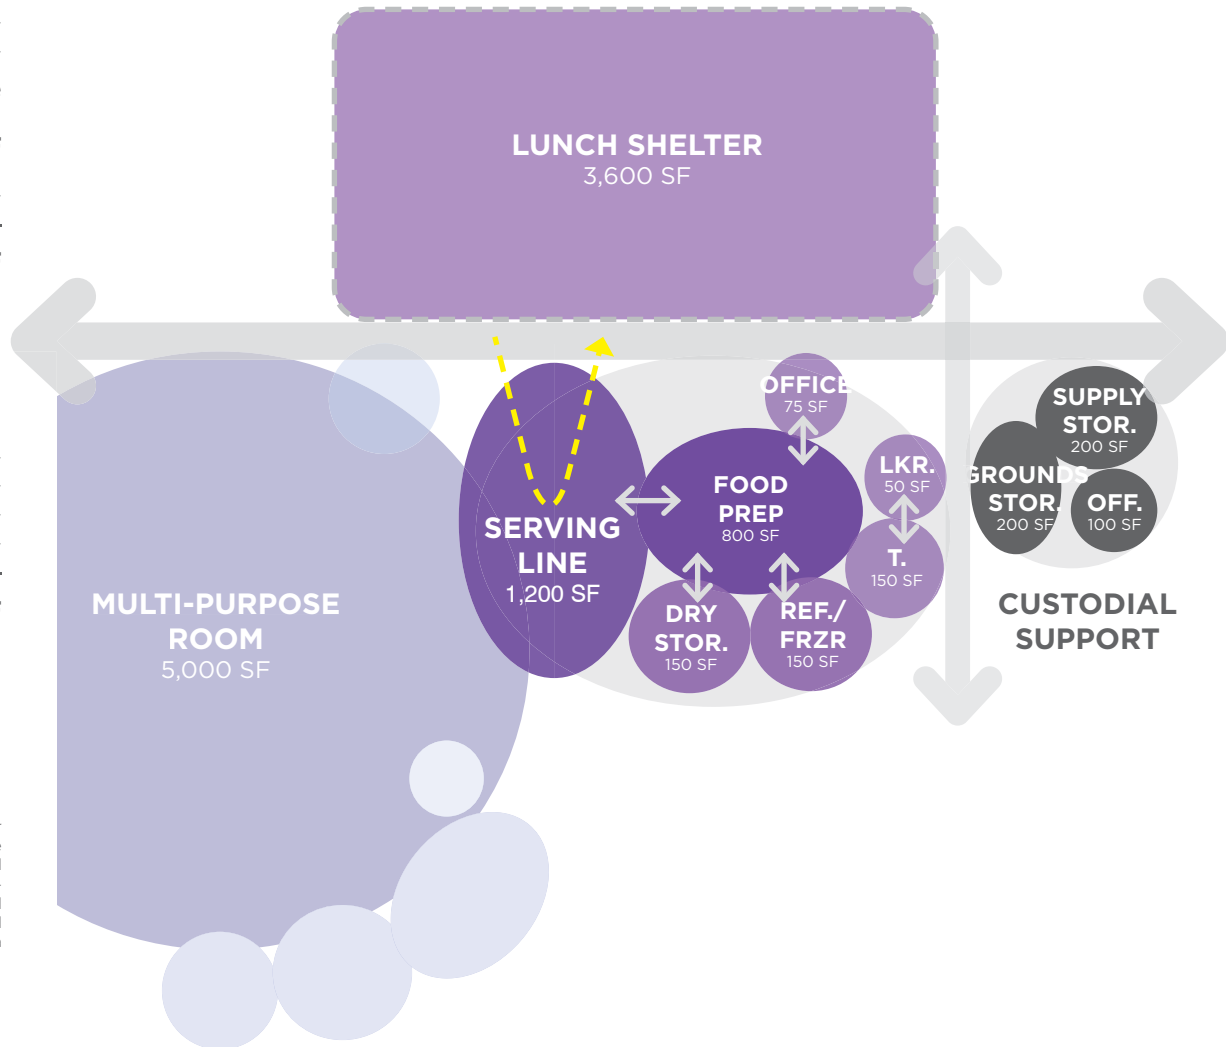 LUNCH SHELTER
3,600 SF
OFFICE
75 SF
SUPPLY
STOR.
200 SF
LKR.
50 SF
GROUNDS
STOR.
200 SF
OFF.
100 SF
FOOD
PREP
800 SF
SERVING
LINE
1,200 SF
T.
150 SF
DRY
STOR.
150 SF
REF./
FRZR
150 SF
MULTI-PURPOSE
ROOM
5,000 SF
CUSTODIAL
SUPPORT